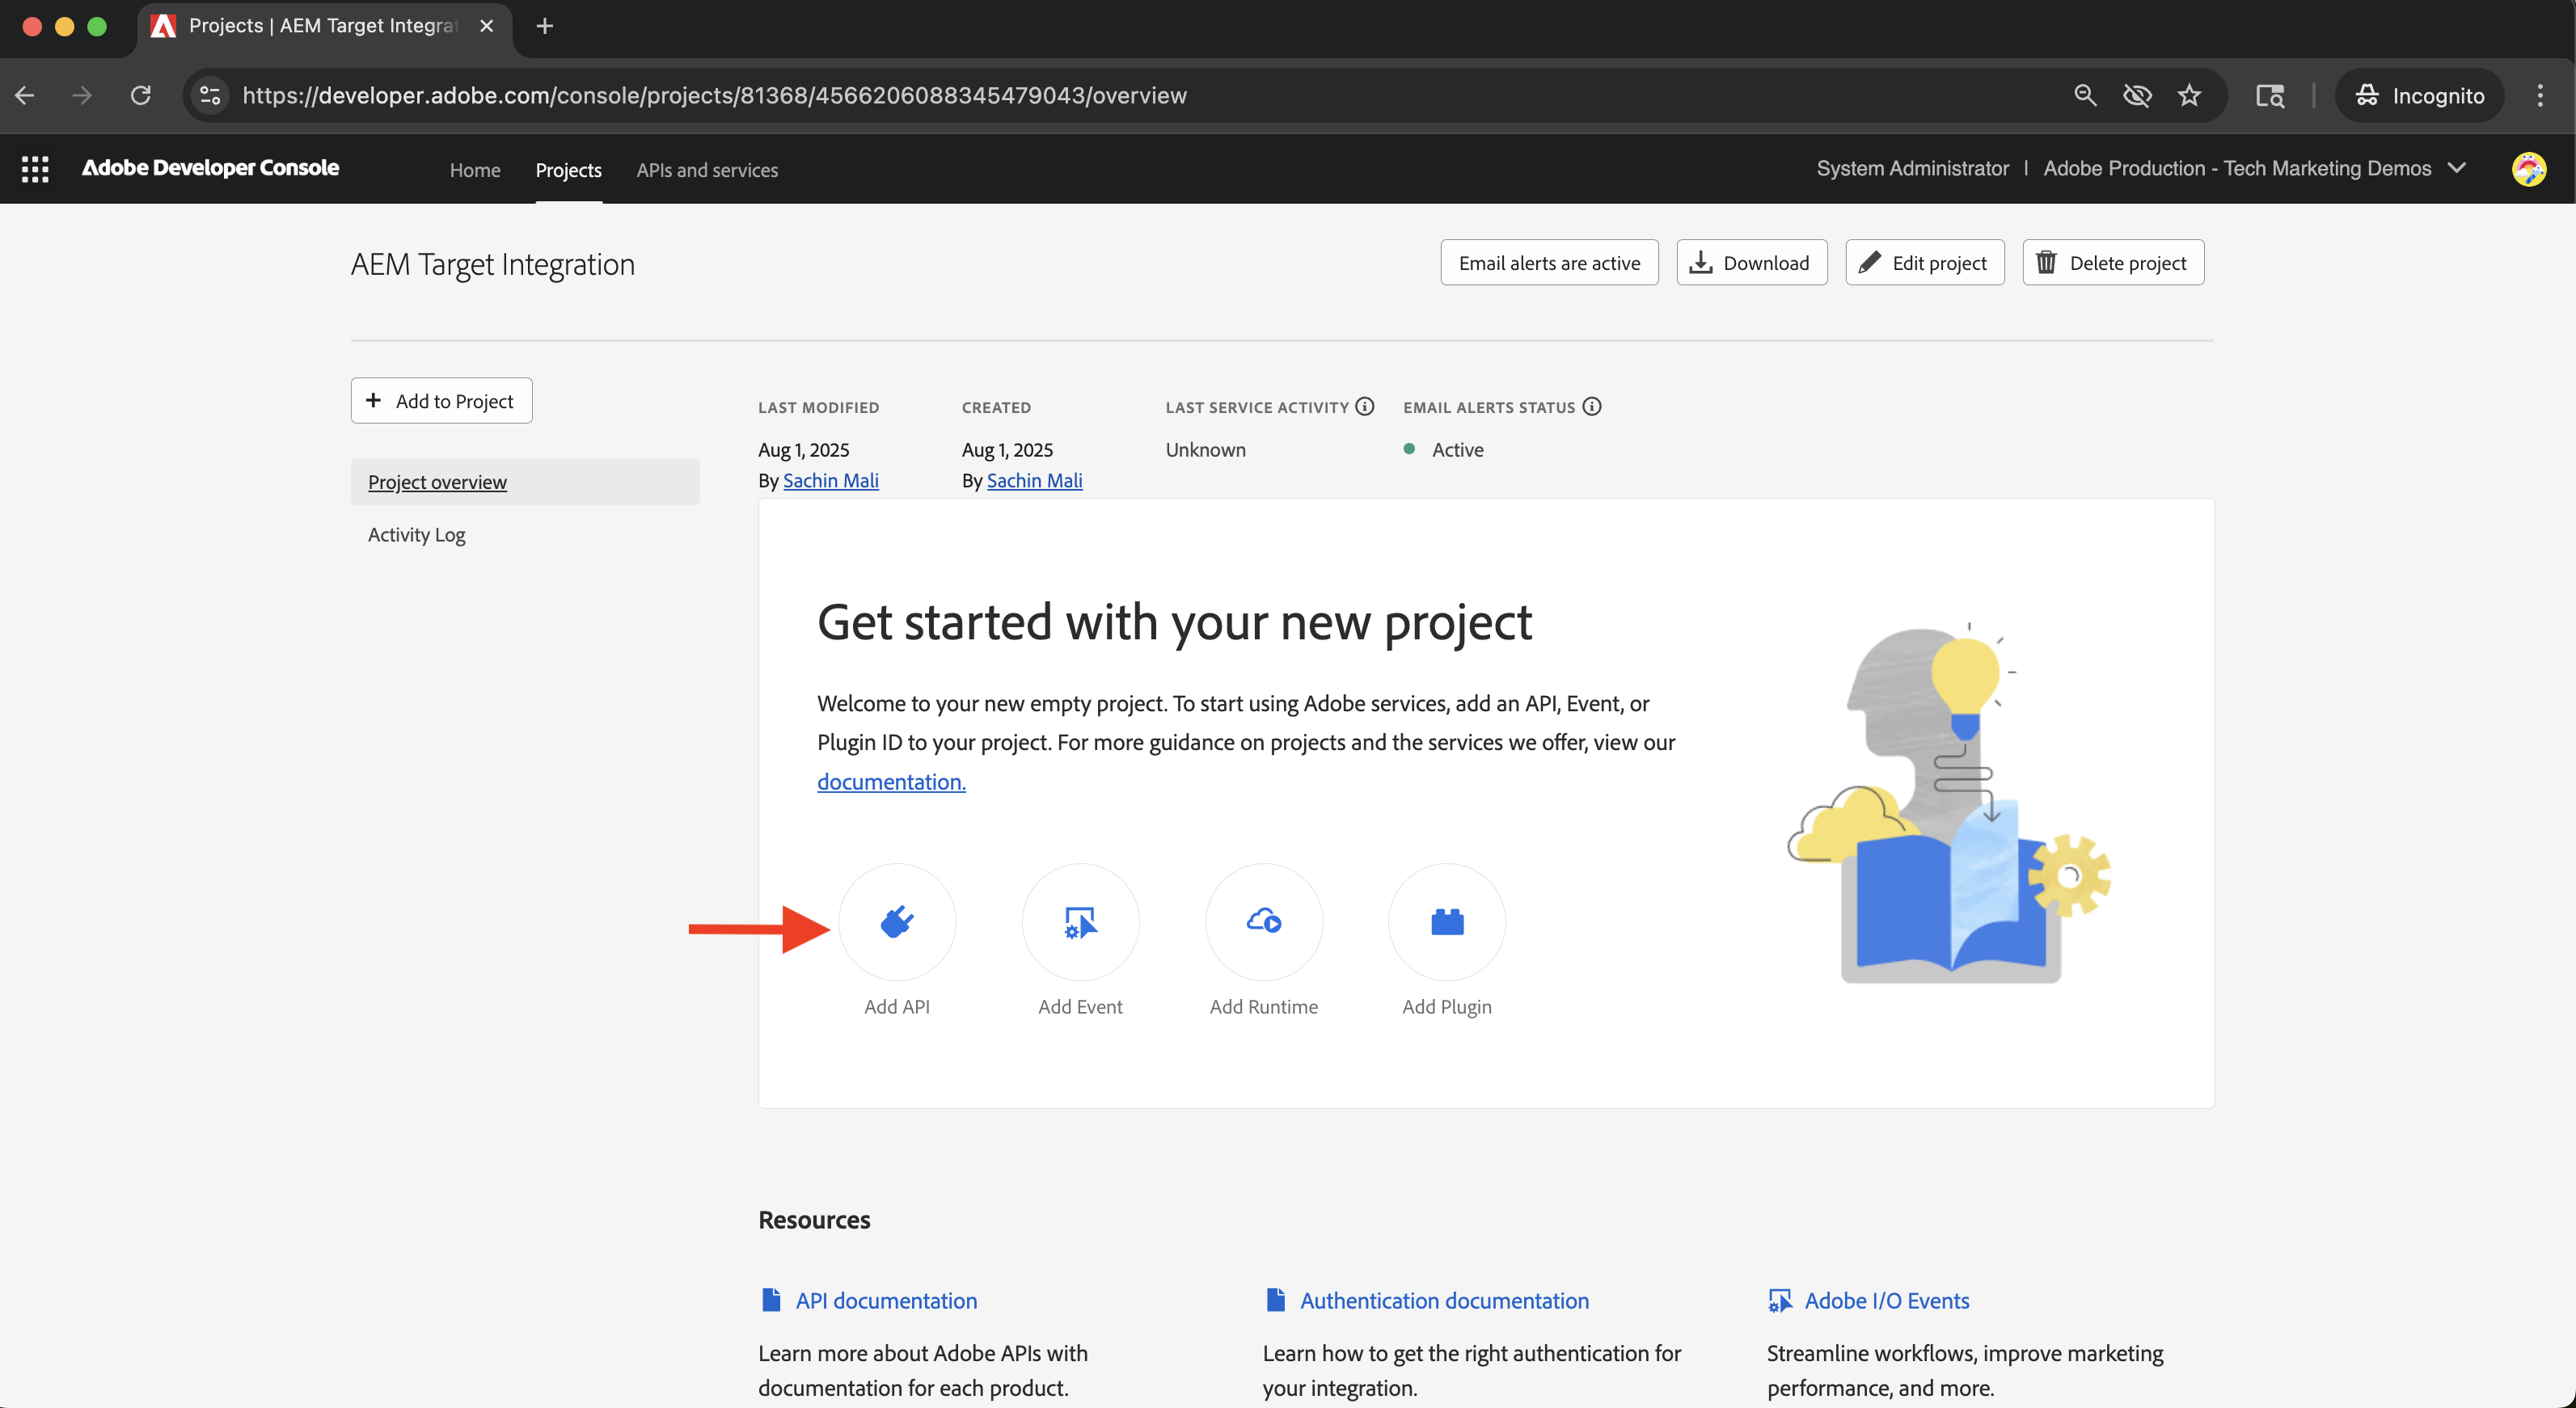 Projects | AEM Target Integrat
https://developer.adobe.com/console/projects/81368/4566206088345479043/overview
Incognito
Adobe Developer Console
Home
Projects
APIs and services
System Administrator | Adobe Production - Tech Marketing Demos
AEM Target Integration
Email alerts are active
Download
Edit project
Delete project
+ Add to Project
Project overview
Activity Log
LAST MODIFIED
Aug 1, 2025
By Sachin Mali
CREATED
Aug 1, 2025
By Sachin Mali
LAST SERVICE ACTIVITY
Unknown
EMAIL ALERTS STATUS
Active
Get started with your new project
Welcome to your new empty project. To start using Adobe services, add an API, Event, or
Plugin ID to your project. For more guidance on projects and the services we offer, view our
documentation.
Add API
Add Event
Add Runtime
Add Plugin
Resources
API documentation
Learn more about Adobe APIs with
documentation for each product.
Authentication documentation
Learn how to get the right authentication for
your integration.
Adobe I/O Events
Streamline workflows, improve marketing
performance, and more.